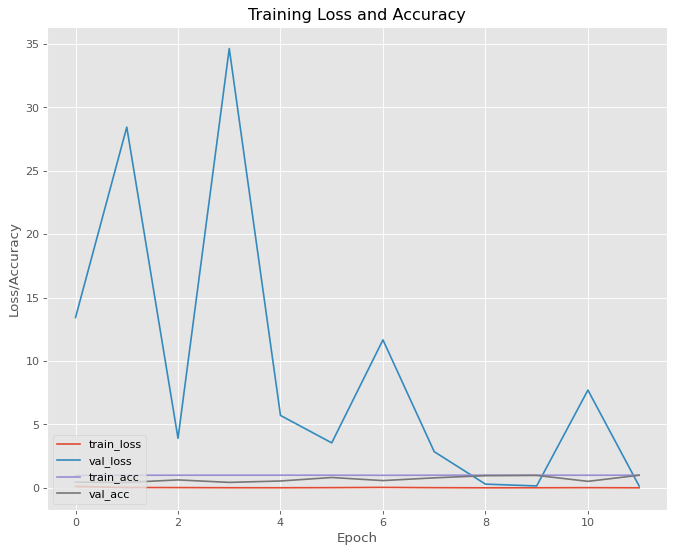 Training Loss and Accuracy
35
30
25
20
15
10
5
0
Loss/Accuracy
train_loss
val_loss
train_acc
val_acc
0 2 4 6 8 10
Epoch